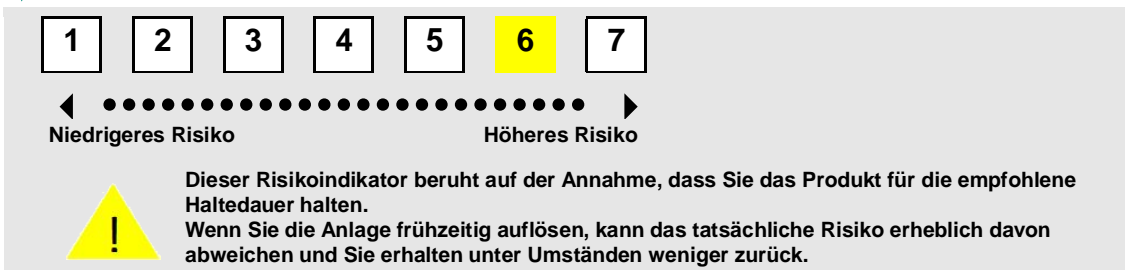 1 2 3 4 5 6 7
Niedrigeres Risiko Höheres Risiko
Dieser Risikoindikator beruht auf der Annahme, dass Sie das Produkt für die empfohlene
Haltedauer halten.
! Wenn Sie die Anlage frühzeitig auflösen, kann das tatsächliche Risiko erheblich davon
abweichen und Sie erhalten unter Umständen weniger zurück.